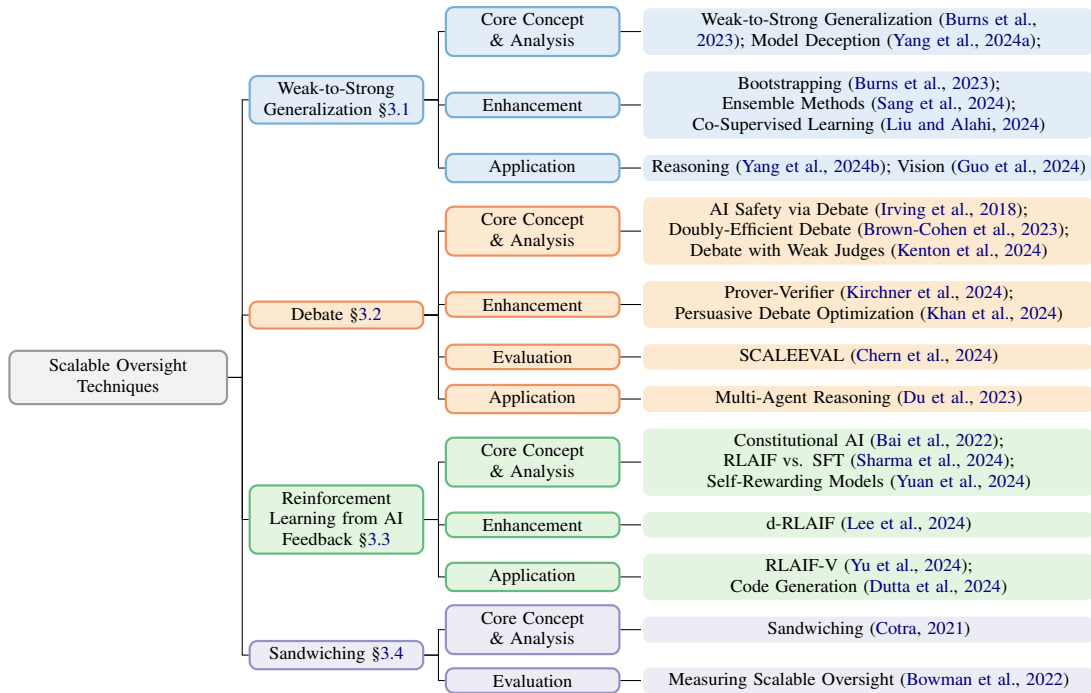 Scalable Oversight
Techniques
Weak-to-Strong
Generalization §3.1
Core Concept
& Analysis
Weak-to-Strong Generalization (Burns et al.,
2023); Model Deception (Yang et al., 2024a);
Enhancement
Bootstrapping (Burns et al., 2023);
Ensemble Methods (Sang et al., 2024);
Co-Supervised Learning (Liu and Alahi, 2024)
Application
Reasoning (Yang et al., 2024b); Vision (Guo et al., 2024)
Debate §3.2
Core Concept
& Analysis
AI Safety via Debate (Irving et al., 2018);
Doubly-Efficient Debate (Brown-Cohen et al., 2023);
Debate with Weak Judges (Kenton et al., 2024)
Enhancement
Prover-Verifier (Kirchner et al., 2024);
Persuasive Debate Optimization (Khan et al., 2024)
Evaluation
SCALEEVAL (Chern et al., 2024)
Application
Multi-Agent Reasoning (Du et al., 2023)
Reinforcement
Learning from AI
Feedback §3.3
Core Concept
& Analysis
Constitutional AI (Bai et al., 2022);
RLAIF vs. SFT (Sharma et al., 2024);
Self-Rewarding Models (Yuan et al., 2024)
Enhancement
d-RLAIF (Lee et al., 2024)
Application
RLAIF-V (Yu et al., 2024);
Code Generation (Dutta et al., 2024)
Sandwiching §3.4
Core Concept
& Analysis
Sandwiching (Cotra, 2021)
Evaluation
Measuring Scalable Oversight (Bowman et al., 2022)